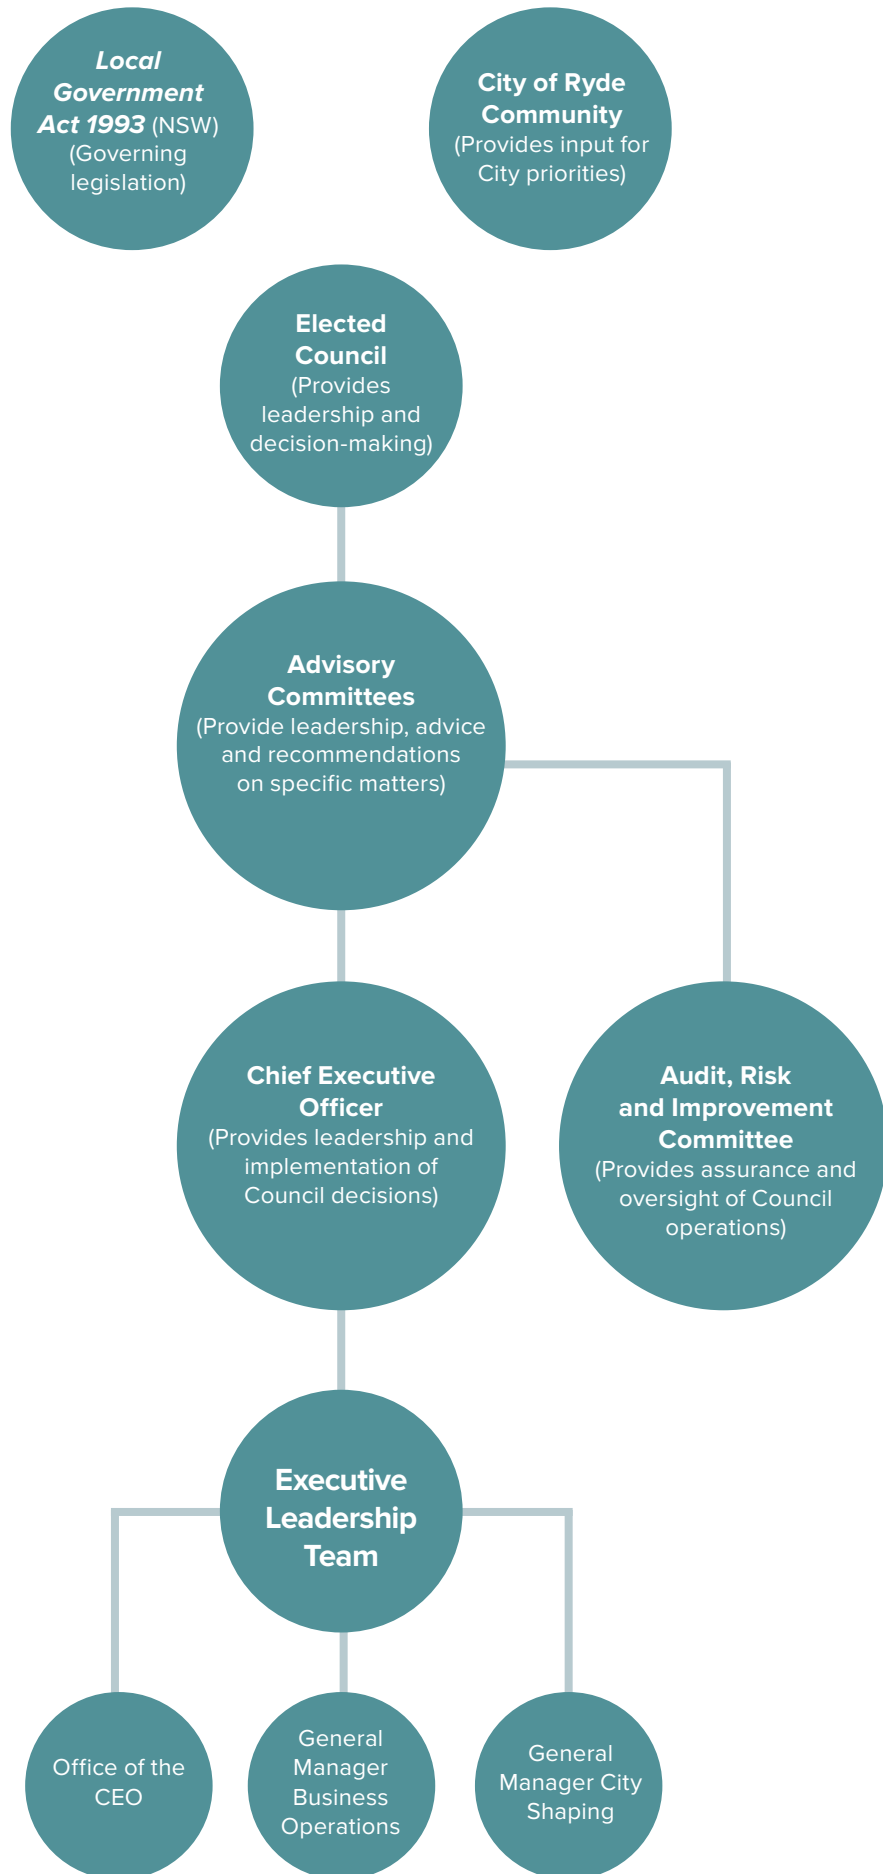 Local
Government
Act 1993 (NSW)
(Governing
legislation)
City of Ryde
Community
(Provides input for
City priorities)
Elected
Council
(Provides
leadership and
decision-making)
Advisory
Committees
(Provide leadership, advice
and recommendations
on specific matters)
Chief Executive
Officer
(Provides leadership and
implementation of
Council decisions)
Audit, Risk
and Improvement
Committee
(Provides assurance and
oversight of Council
operations)
Executive
Leadership
Team
Office of the
CEO
General
Manager
Business
Operations
General
Manager City
Shaping